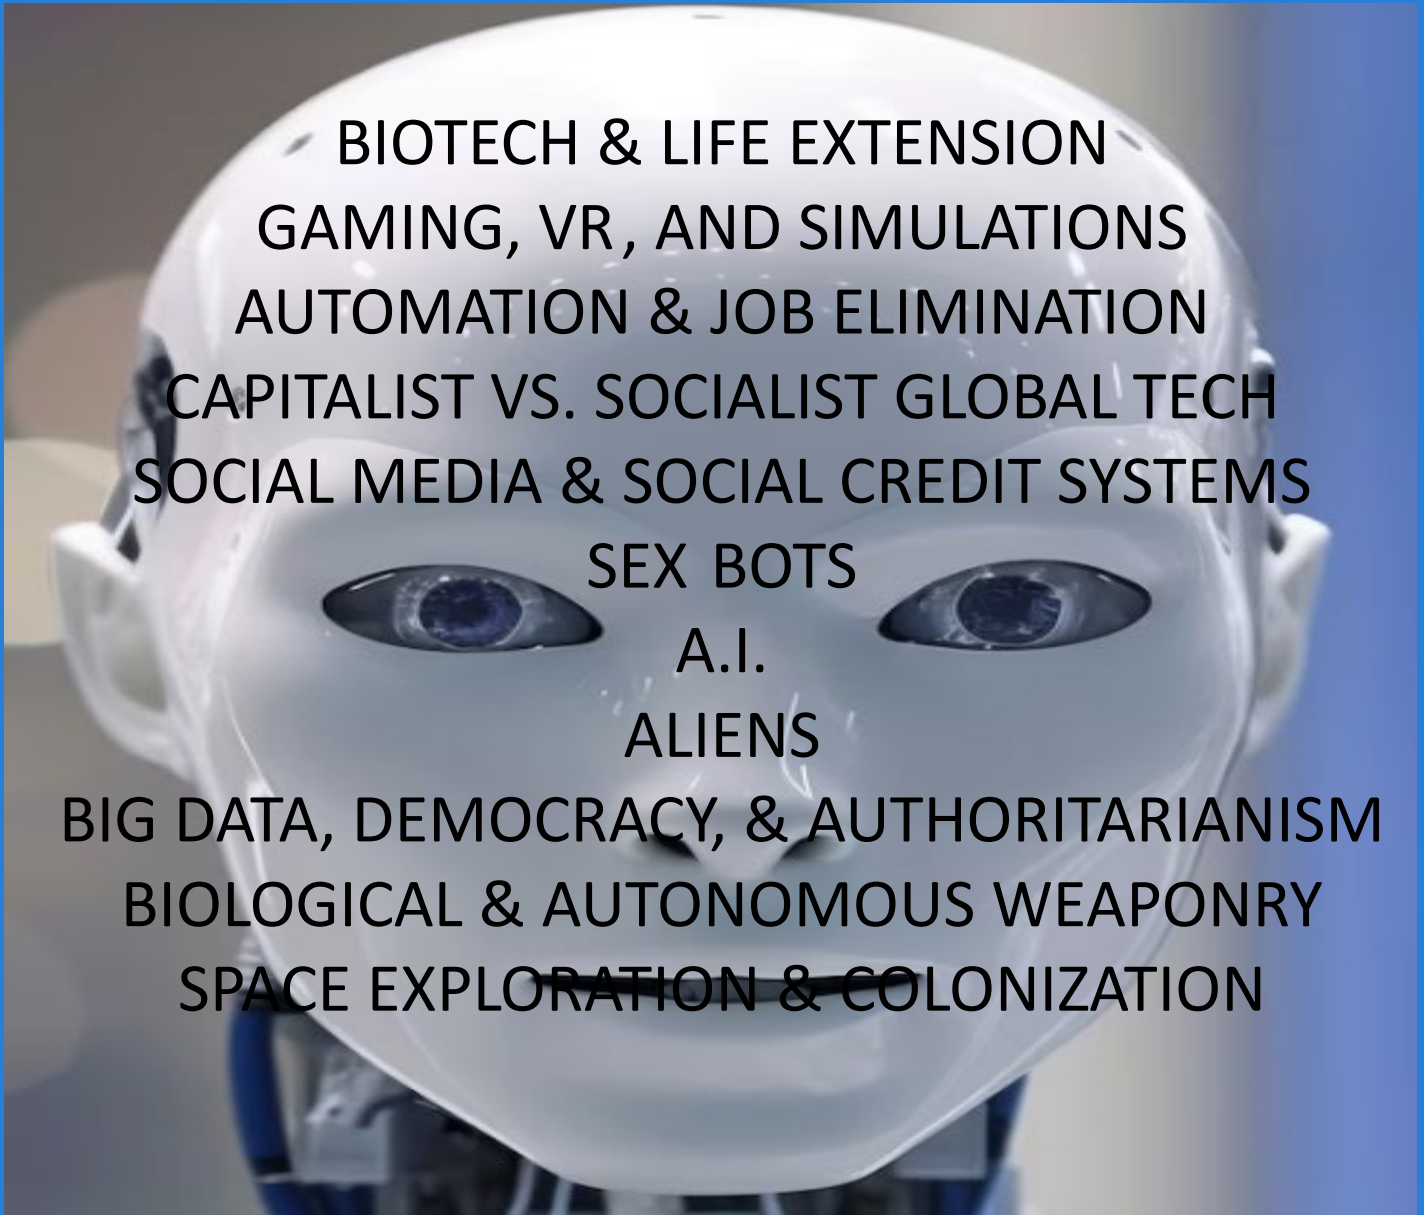 BIOTECH & LIFE EXTENSION
GAMING, VR, AND SIMULATIONS
AUTOMATION & JOB ELIMINATION
CAPITALIST VS. SOCIALIST GLOBAL TECH
SOCIAL MEDIA & SOCIAL CREDIT SYSTEMS
SEX BOTS
A.I.
ALIENS
BIG DATA, DEMOCRACY, & AUTHORITARIANISM
BIOLOGICAL & AUTONOMOUS WEAPONRY
SPACE EXPLORATION & COLONIZATION